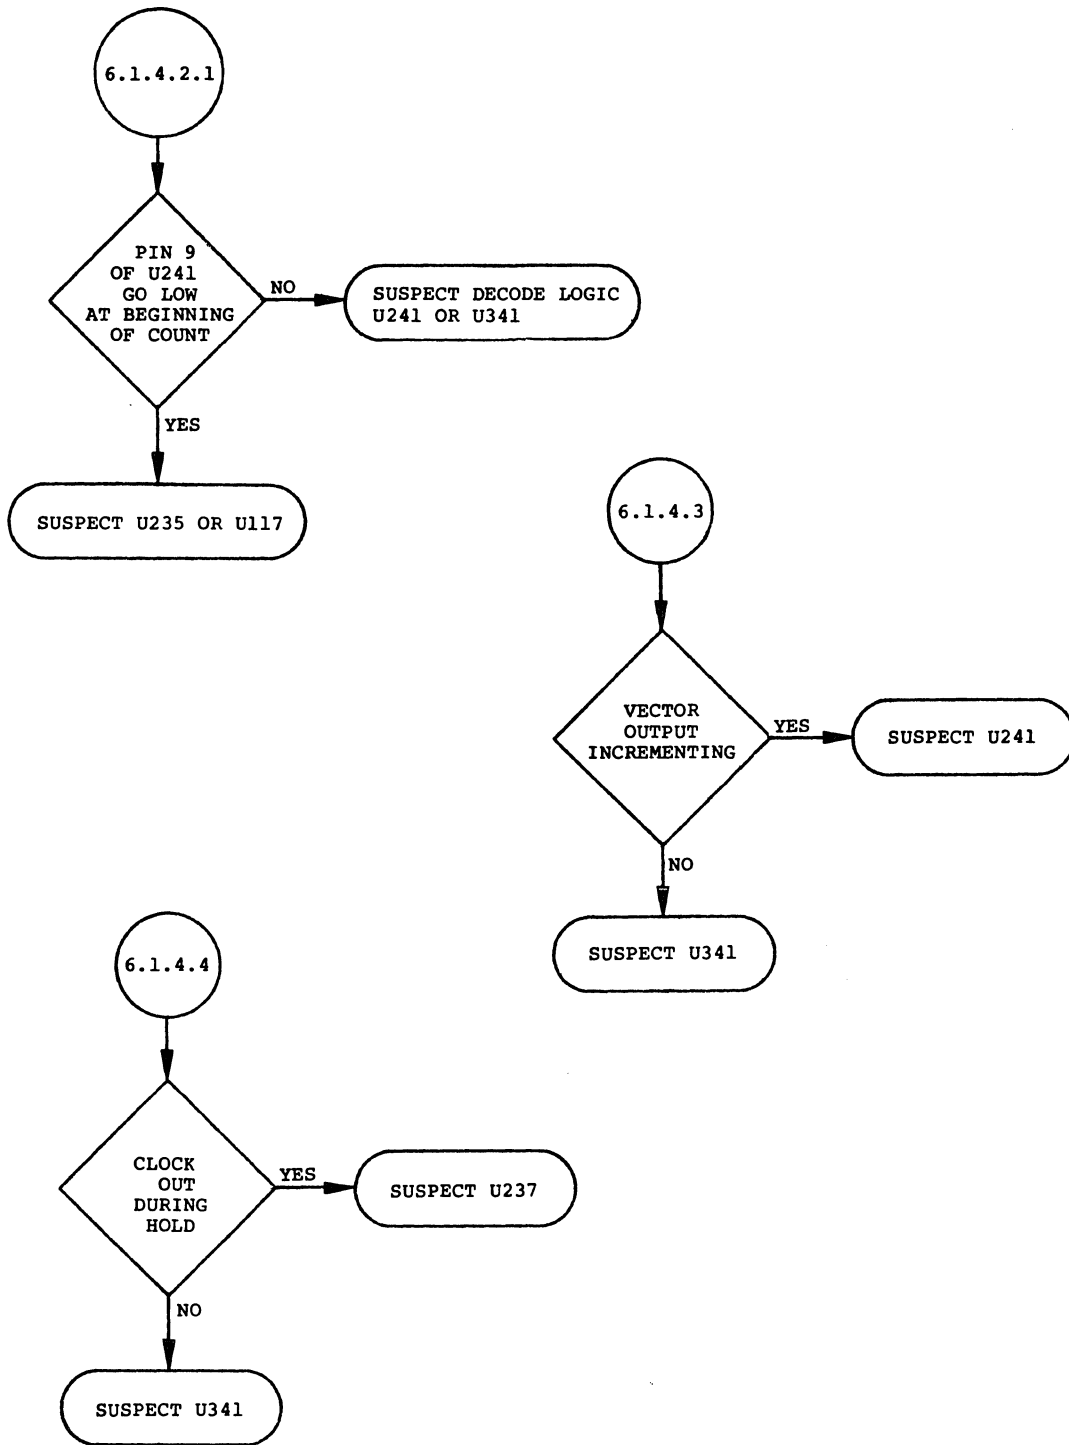 6.1.4.2.1
PIN 9
OF U241
GO LOW
AT BEGINNING
OF COUNT
NO
SUSPECT DECODE LOGIC
U241 OR U341
YES
SUSPECT U235 OR U117
6.1.4.3
VECTOR
OUTPUT
INCREMENTING
YES
SUSPECT U241
NO
SUSPECT U341
6.1.4.4
CLOCK
OUT
DURING
HOLD
YES
SUSPECT U237
NO
SUSPECT U341